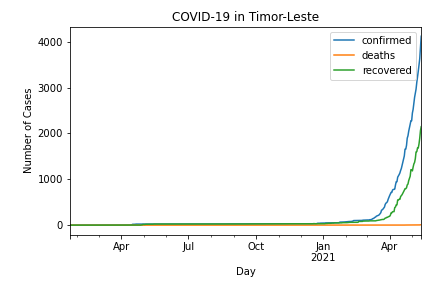 COVID-19 in Timor-Leste
confirmed
deaths
recovered
Number of Cases
4000
3000
2000
1000
0
Apr
Jul
Oct
Jan
2021
Apr
Day